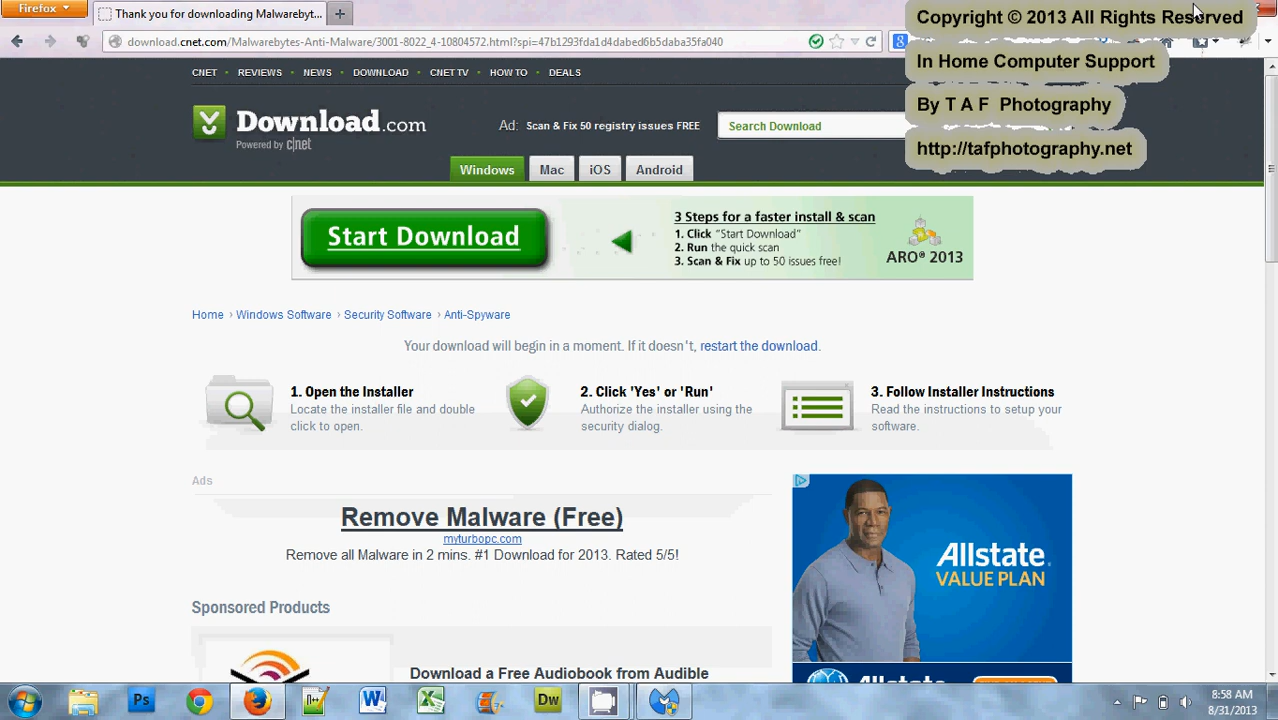 Firefox
Thank you for downloading Malwarebyt...
download.cnet.com/Malwarebytes-Anti-Malware/3001-8022_4-10804572.html?spi=47b1293fda1d4dabed6b5daba35fa040
Copyright © 2013 All Rights Reserved
In Home Computer Support
By T A F Photography
http://tafphotography.net
CNET • REVIEWS • NEWS • DOWNLOAD • CNET TV • HOW TO • DEALS
Download.com
Powered by c|net
Ad: Scan & Fix 50 registry issues FREE
Search Download
Windows Mac iOS Android
Start Download
3 Steps for a faster install & scan
1. Click "Start Download"
2. Run the quick scan
3. Scan & Fix up to 50 issues free!
ARO® 2013
Home › Windows Software › Security Software › Anti-Spyware
Your download will begin in a moment. If it doesn't, restart the download.
1. Open the Installer
Locate the installer file and double
click to open.
2. Click 'Yes' or 'Run'
Authorize the installer using the
security dialog.
3. Follow Installer Instructions
Read the instructions to setup your
software.
Ads
Remove Malware (Free)
myturbopc.com
Remove all Malware in 2 mins. #1 Download for 2013. Rated 5/5!
Allstate.
VALUE PLAN
Sponsored Products
Download a Free Audiobook from Audible
Allstate
Ps
W
X
Dw
8:58 AM
8/31/2013